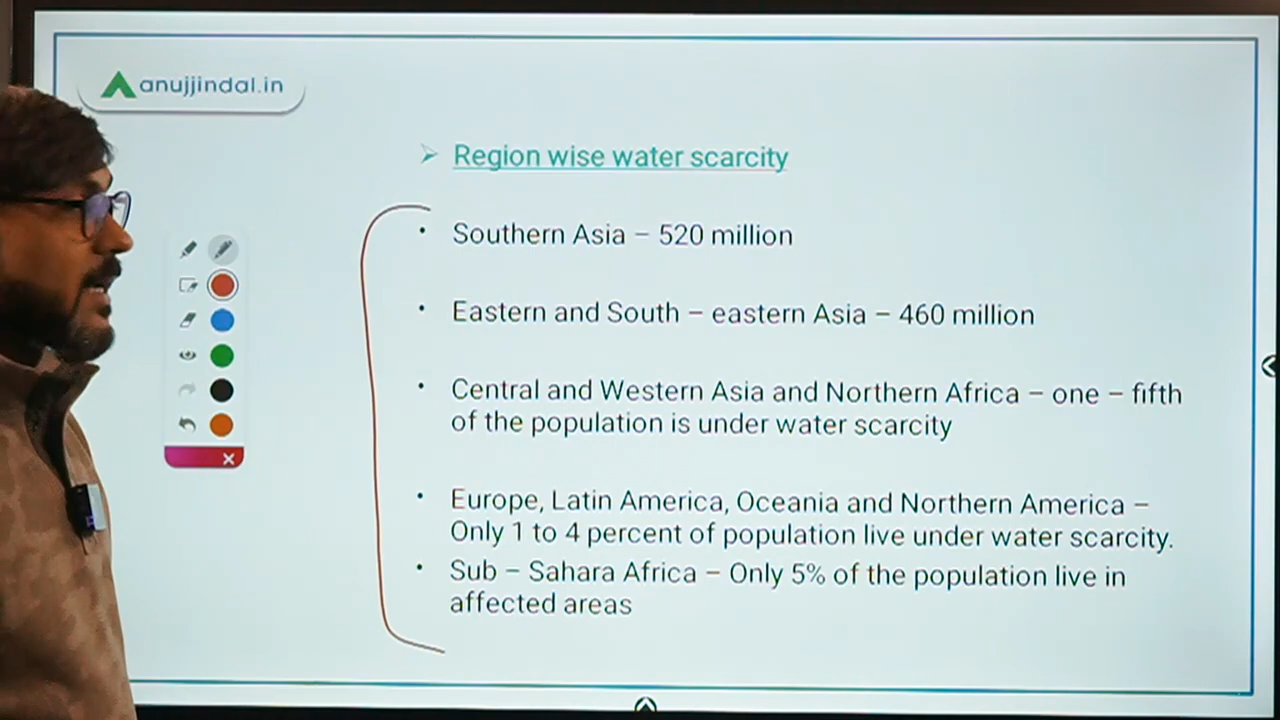 anujjindal.in
Region wise water scarcity
Southern Asia – 520 million
Eastern and South – eastern Asia – 460 million
Central and Western Asia and Northern Africa – one – fifth
of the population is under water scarcity
Europe, Latin America, Oceania and Northern America –
Only 1 to 4 percent of population live under water scarcity.
Sub – Sahara Africa – Only 5% of the population live in
affected areas